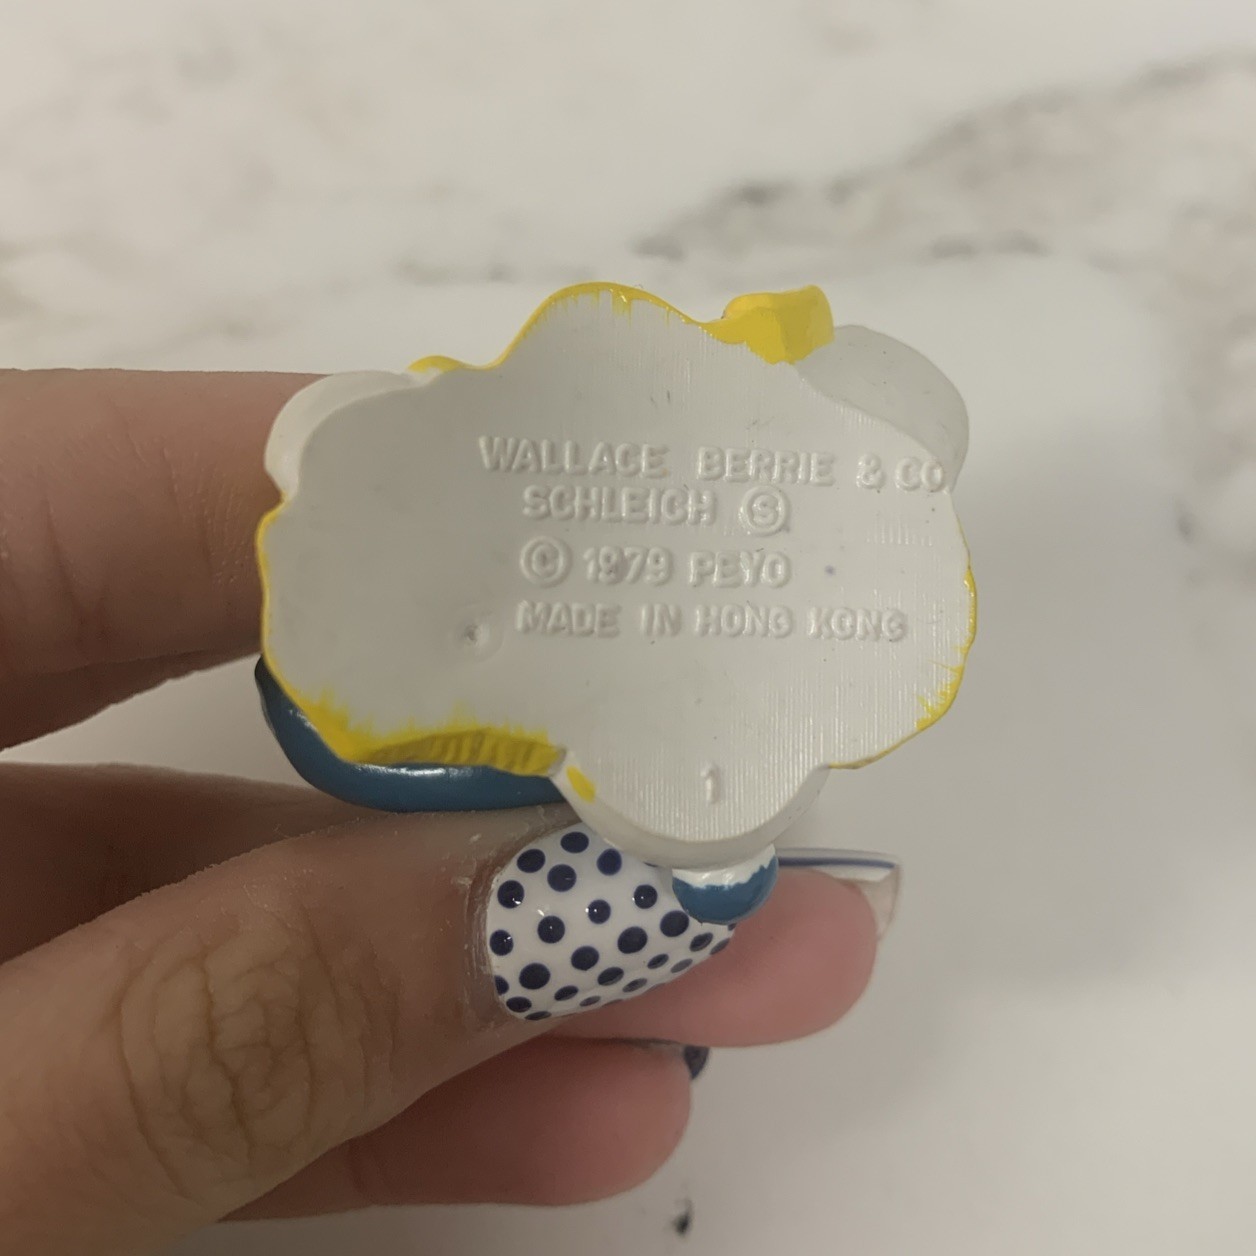 WALLACE BERRIE & CO
SCHLEICH Ⓢ
© 1979 PEYO
MADE IN HONG KONG
1